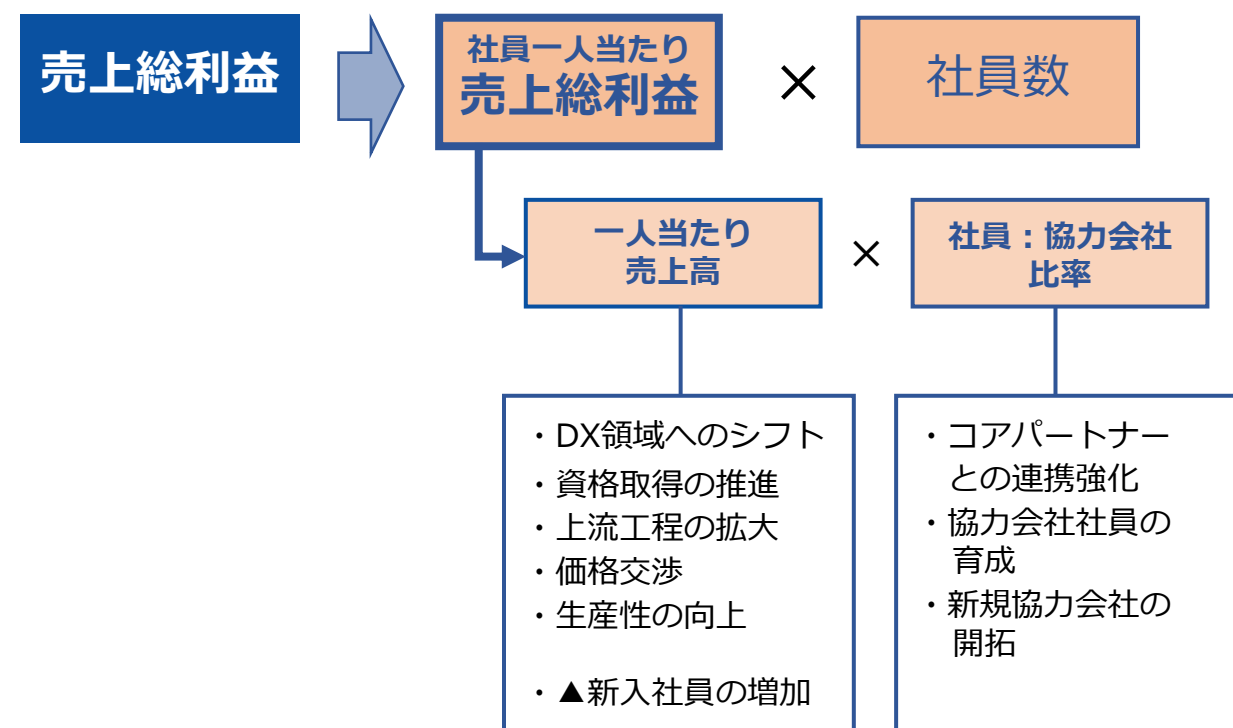 売上総利益
社員一人当たり
売上総利益
×
社員数
一人当たり
売上高
×
社員：協力会社
比率
・DX領域へのシフト
・資格取得の推進
・上流工程の拡大
・価格交渉
・生産性の向上
・▲新入社員の増加
・コアパートナー
との連携強化
・協力会社社員の
育成
・新規協力会社の
開拓